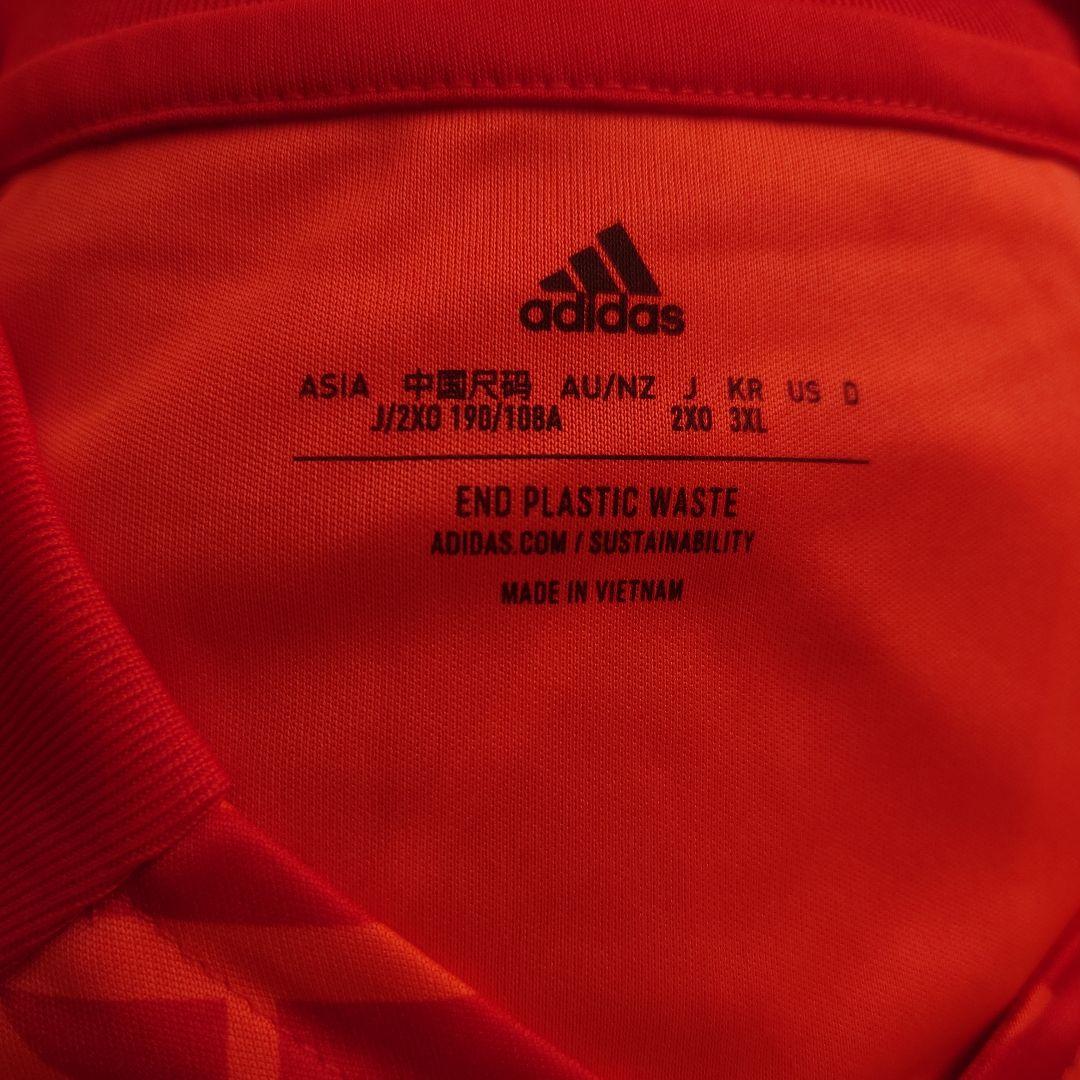 adidas
ASIA 中国尺码 AU/NZ J KR US D
J/2XO 190/108A 2XO 3XL
END PLASTIC WASTE
ADIDAS.COM / SUSTAINABILITY
MADE IN VIETNAM